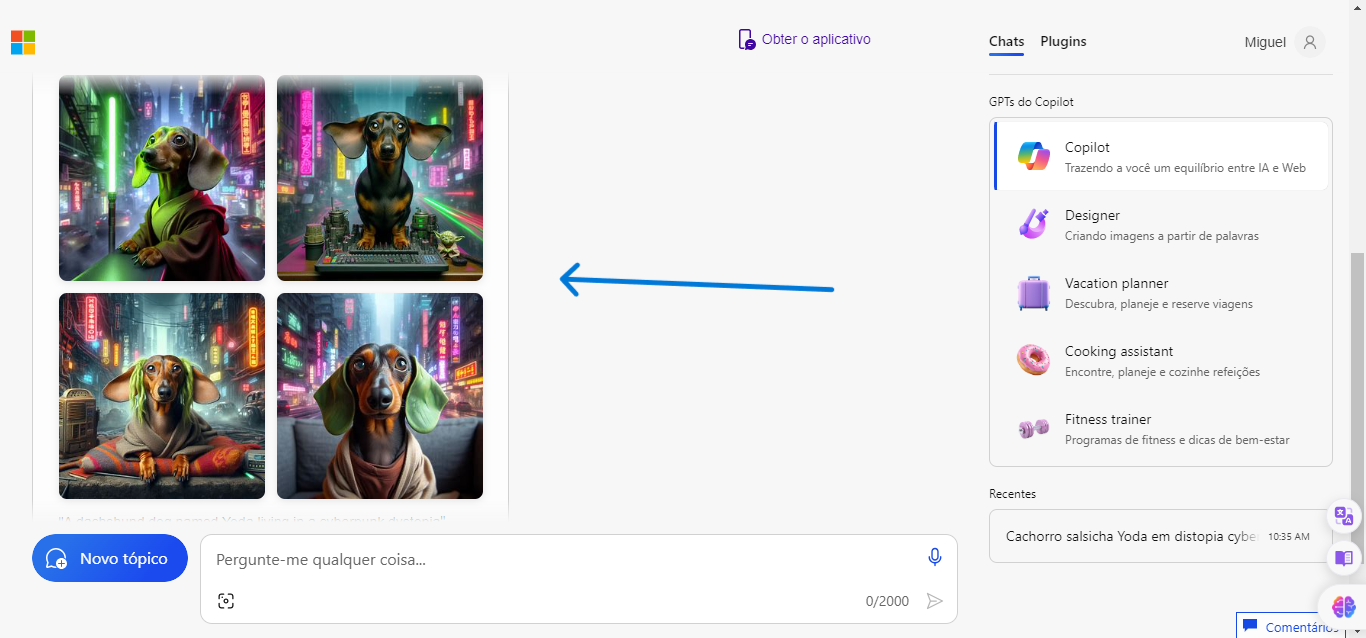 Obter o aplicativo
Chats
Plugins
Miguel
GPTs do Copilot
Copilot
Trazendo a você um equilíbrio entre IA e Web
Designer
Criando imagens a partir de palavras
Vacation planner
Descubra, planeje e reserve viagens
Cooking assistant
Encontre, planeje e cozinhe refeições
Fitness trainer
Programas de fitness e dicas de bem-estar
Recentes
Cachorro salsicha Yoda em distopia cybe
10:35 AM
"A dachshund dog named Yoda living in a cyberpunk dystopia"
Novo tópico
Pergunte-me qualquer coisa...
0/2000
Comentários